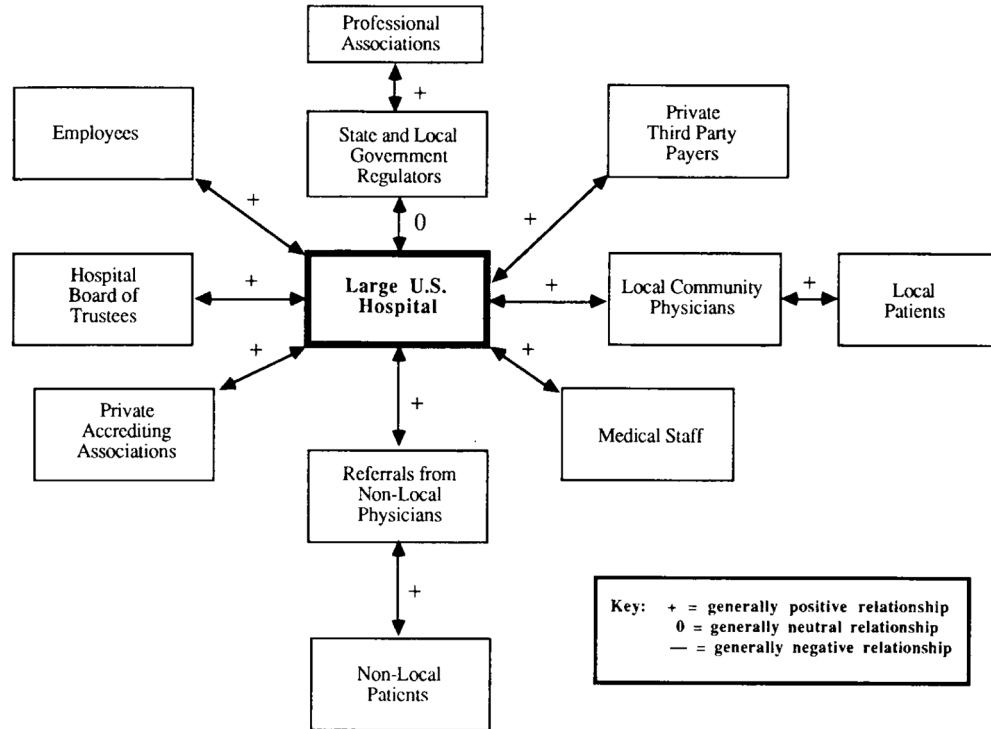 Professional
Associations
+
Employees
State and Local
Government
Regulators
Private
Third Party
Payers
+
0
+
Hospital
Board of
Trustees
+
Large U.S.
Hospital
+
Local Community
Physicians
+
Local
Patients
+
+
Private
Accrediting
Associations
+
Medical Staff
Referrals from
Non-Local
Physicians
+
Non-Local
Patients
Key: + = generally positive relationship
0 = generally neutral relationship
— = generally negative relationship